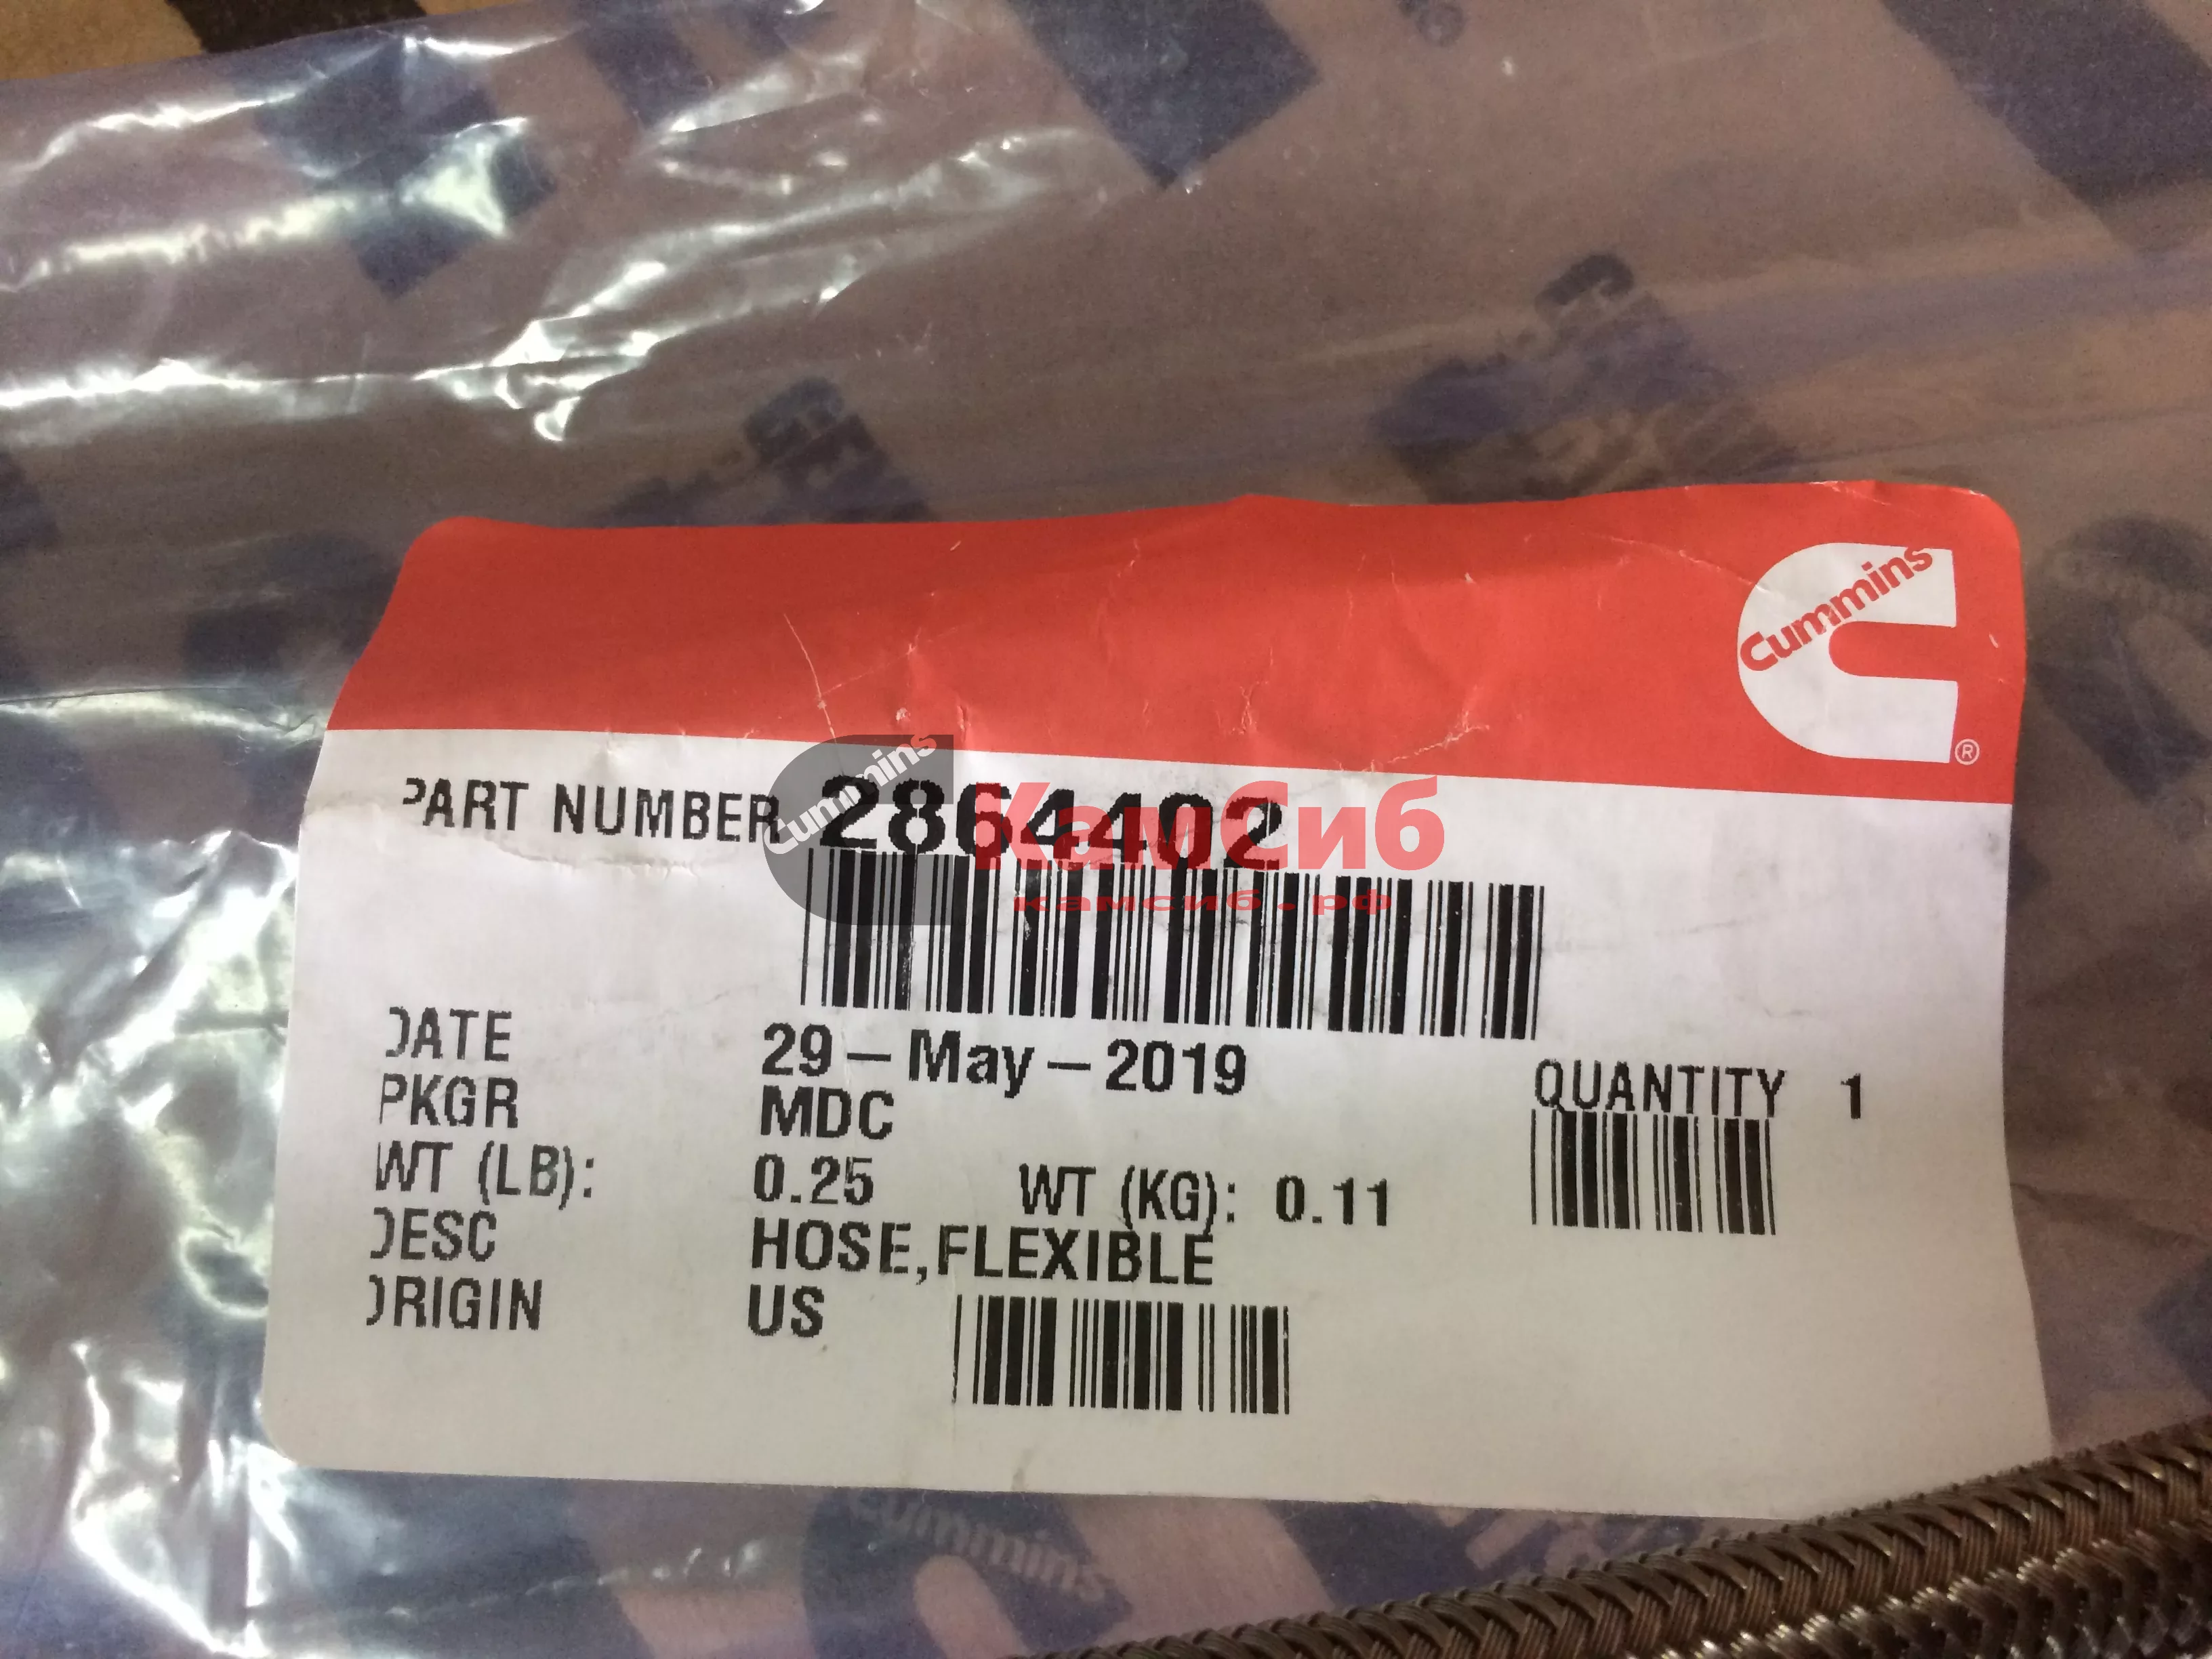 Cummins
®
PART NUMBER 2864402
Cummins
КамСиб
камсиб.рф
DATE 29-May-2019
QUANTITY 1
PKGR MDC
WT (LB): 0.25 WT (KG): 0.11
DESC HOSE,FLEXIBLE
ORIGIN US
Cummins